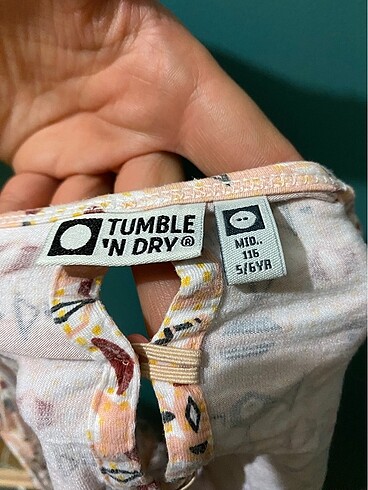 TUMBLE
'N DRY®
MID..
116
5/6YR